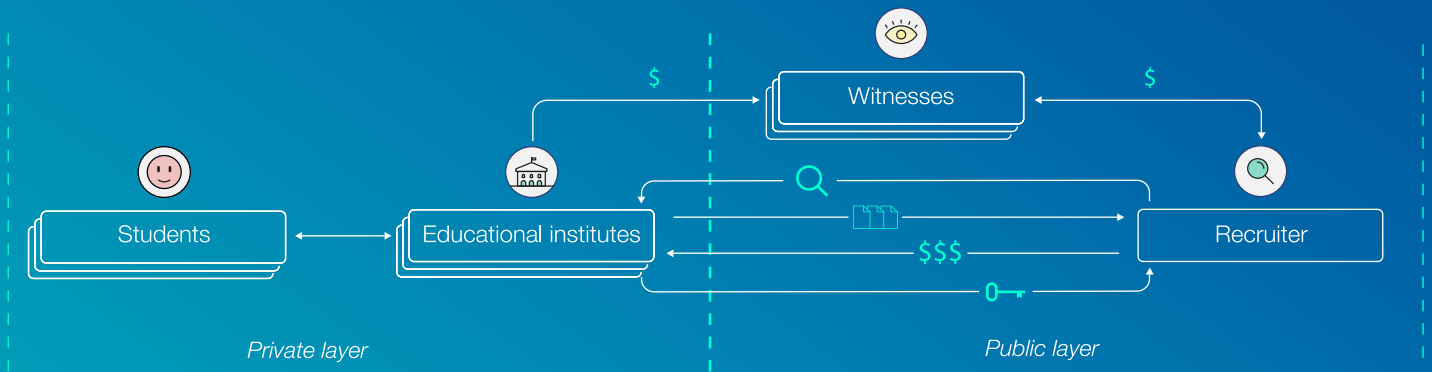 $
Witnesses
$
Students
Educational institutes
$$$
Recruiter
Private layer
Public layer